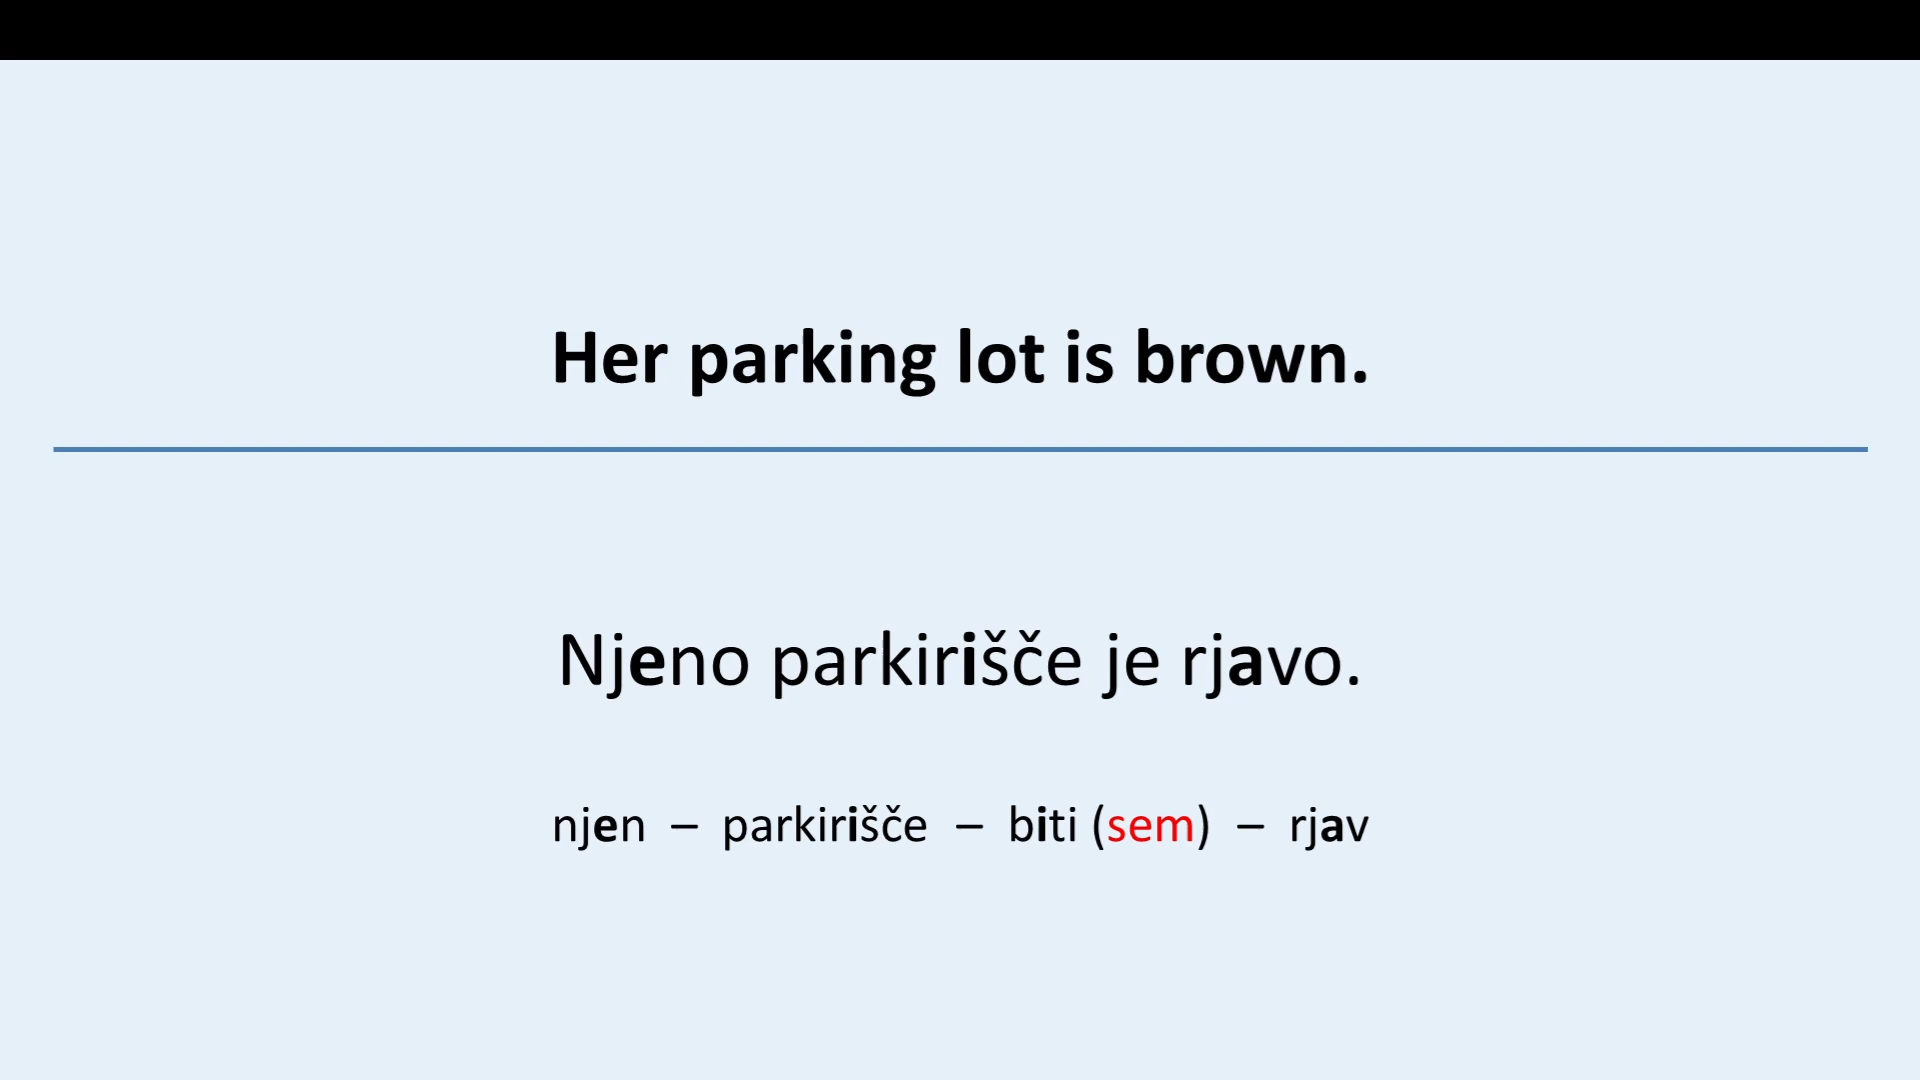 Her parking lot is brown.
Njeno parkirišče je rjavo.
njen – parkirišče – biti (sem) – rjav